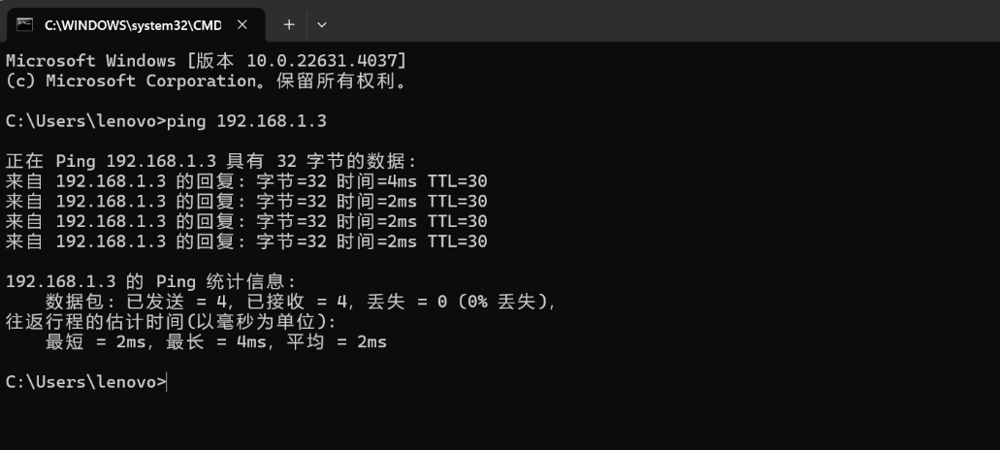 C:\WINDOWS\system32\CMD
Microsoft Windows [版本 10.0.22631.4037]
(c) Microsoft Corporation。保留所有权利。
C:\Users\lenovo>ping 192.168.1.3
正在 Ping 192.168.1.3 具有 32 字节的数据:
来自 192.168.1.3 的回复: 字节=32 时间=4ms TTL=30
来自 192.168.1.3 的回复: 字节=32 时间=2ms TTL=30
来自 192.168.1.3 的回复: 字节=32 时间=2ms TTL=30
来自 192.168.1.3 的回复: 字节=32 时间=2ms TTL=30
192.168.1.3 的 Ping 统计信息:
数据包: 已发送 = 4，已接收 = 4，丢失 = 0 (0% 丢失)，
往返行程的估计时间(以毫秒为单位):
最短 = 2ms，最长 = 4ms，平均 = 2ms
C:\Users\lenovo>